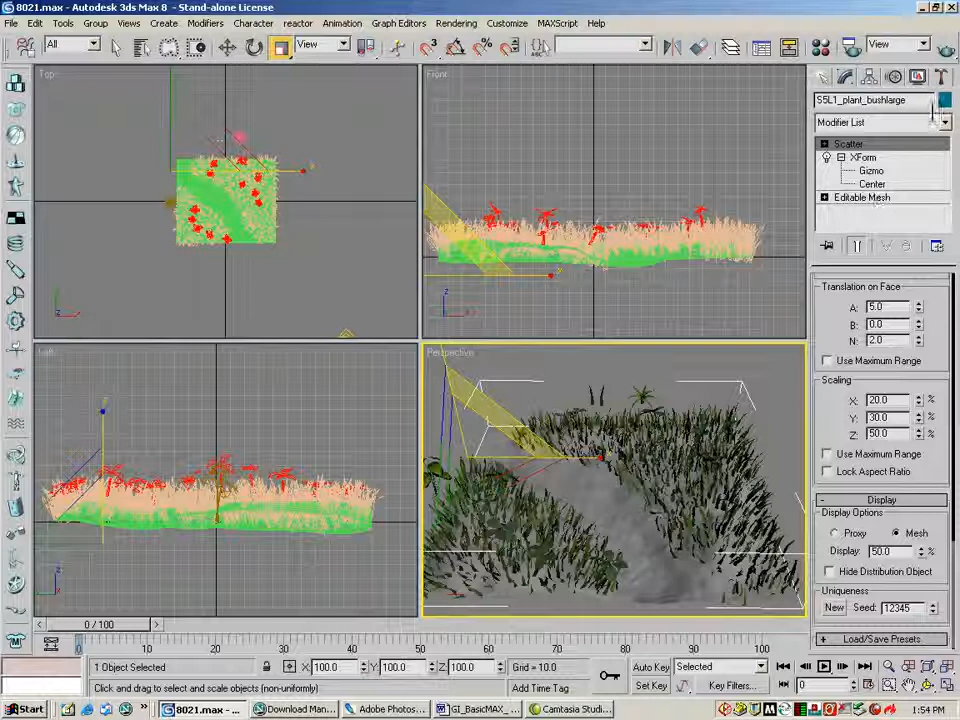 8021.max - Autodesk 3ds Max 8 - Stand-alone License
File Edit Tools Group Views Create Modifiers Character reactor Animation Graph Editors Rendering Customize MAXScript Help
All View View
Top Front
S5L1_plant_bushlarge
Modifier List
Scatter
XForm
Gizmo
Center
Editable Mesh
Translation on Face
A: 5.0
B: 0.0
N: 2.0
Use Maximum Range
Left Perspective
Scaling
X: 20.0 %
Y: 30.0 %
Z: 50.0 %
Use Maximum Range
Lock Aspect Ratio
- Display
Display Options
Proxy Mesh
Display: 50.0 %
Hide Distribution Object
Uniqueness
New Seed: 12345
+ Load/Save Presets
< 0 / 100 >
0 10 20 30 40 50 60 70 80 90 100
1 Object Selected X: 100.0 Y: 100.0 Z: 100.0 Grid = 10.0 Auto Key Selected
Click and drag to select and scale objects (non-uniformly) Add Time Tag Set Key Key Filters... 0
Start 8021.max - ... Download Man... Adobe Photos... GI_BasicMAX_... Camtasia Studi... 1:54 PM